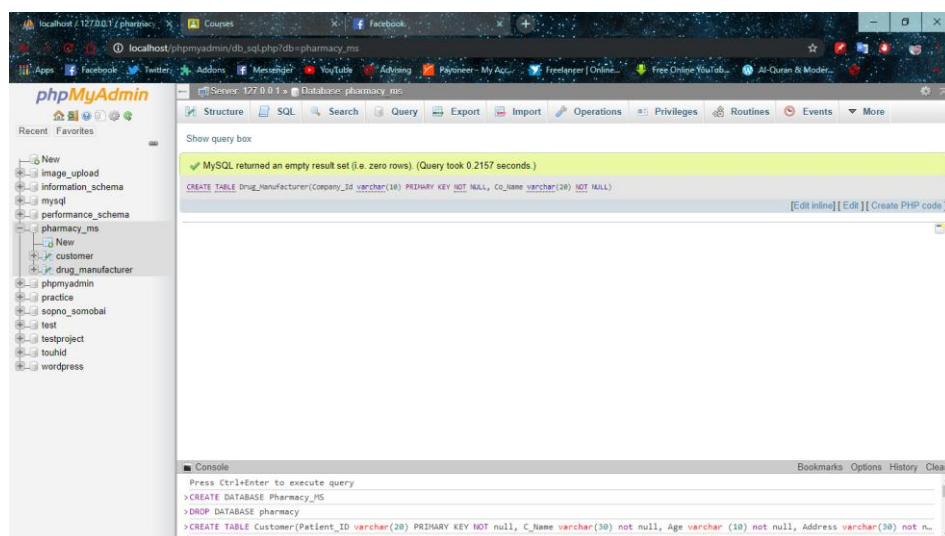 localhost / 127.0.0.1 / pharmacy
Courses
Facebook
localhost/phpmyadmin/db_sql.php?db=pharmacy_ms
Apps Facebook Twitter Addons Messenger YouTube Advising Payoneer – My Acc... Freelancer | Online... Free Online YouTub... Al-Quran & Moder...
phpMyAdmin
Recent Favorites
New
image_upload
information_schema
mysql
performance_schema
pharmacy_ms
New
customer
drug_manufacturer
phpmyadmin
practice
sopno_somobai
test
testproject
touhid
wordpress
Server: 127.0.0.1 » Database: pharmacy_ms
Structure SQL Search Query Export Import Operations Privileges Routines Events More
Show query box
MySQL returned an empty result set (i.e. zero rows). (Query took 0.2157 seconds.)
CREATE TABLE Drug_Manufacturer(Company_Id varchar(10) PRIMARY KEY NOT NULL, Co_Name varchar(20) NOT NULL)
[Edit inline] [ Edit ] [ Create PHP code ]
Console
Bookmarks Options History Clear
Press Ctrl+Enter to execute query
>CREATE DATABASE Pharmacy_MS
>DROP DATABASE pharmacy
>CREATE TABLE Customer(Patient_ID varchar(20) PRIMARY KEY NOT null, C_Name varchar(30) not null, Age varchar (10) not null, Address varchar(30) not n…